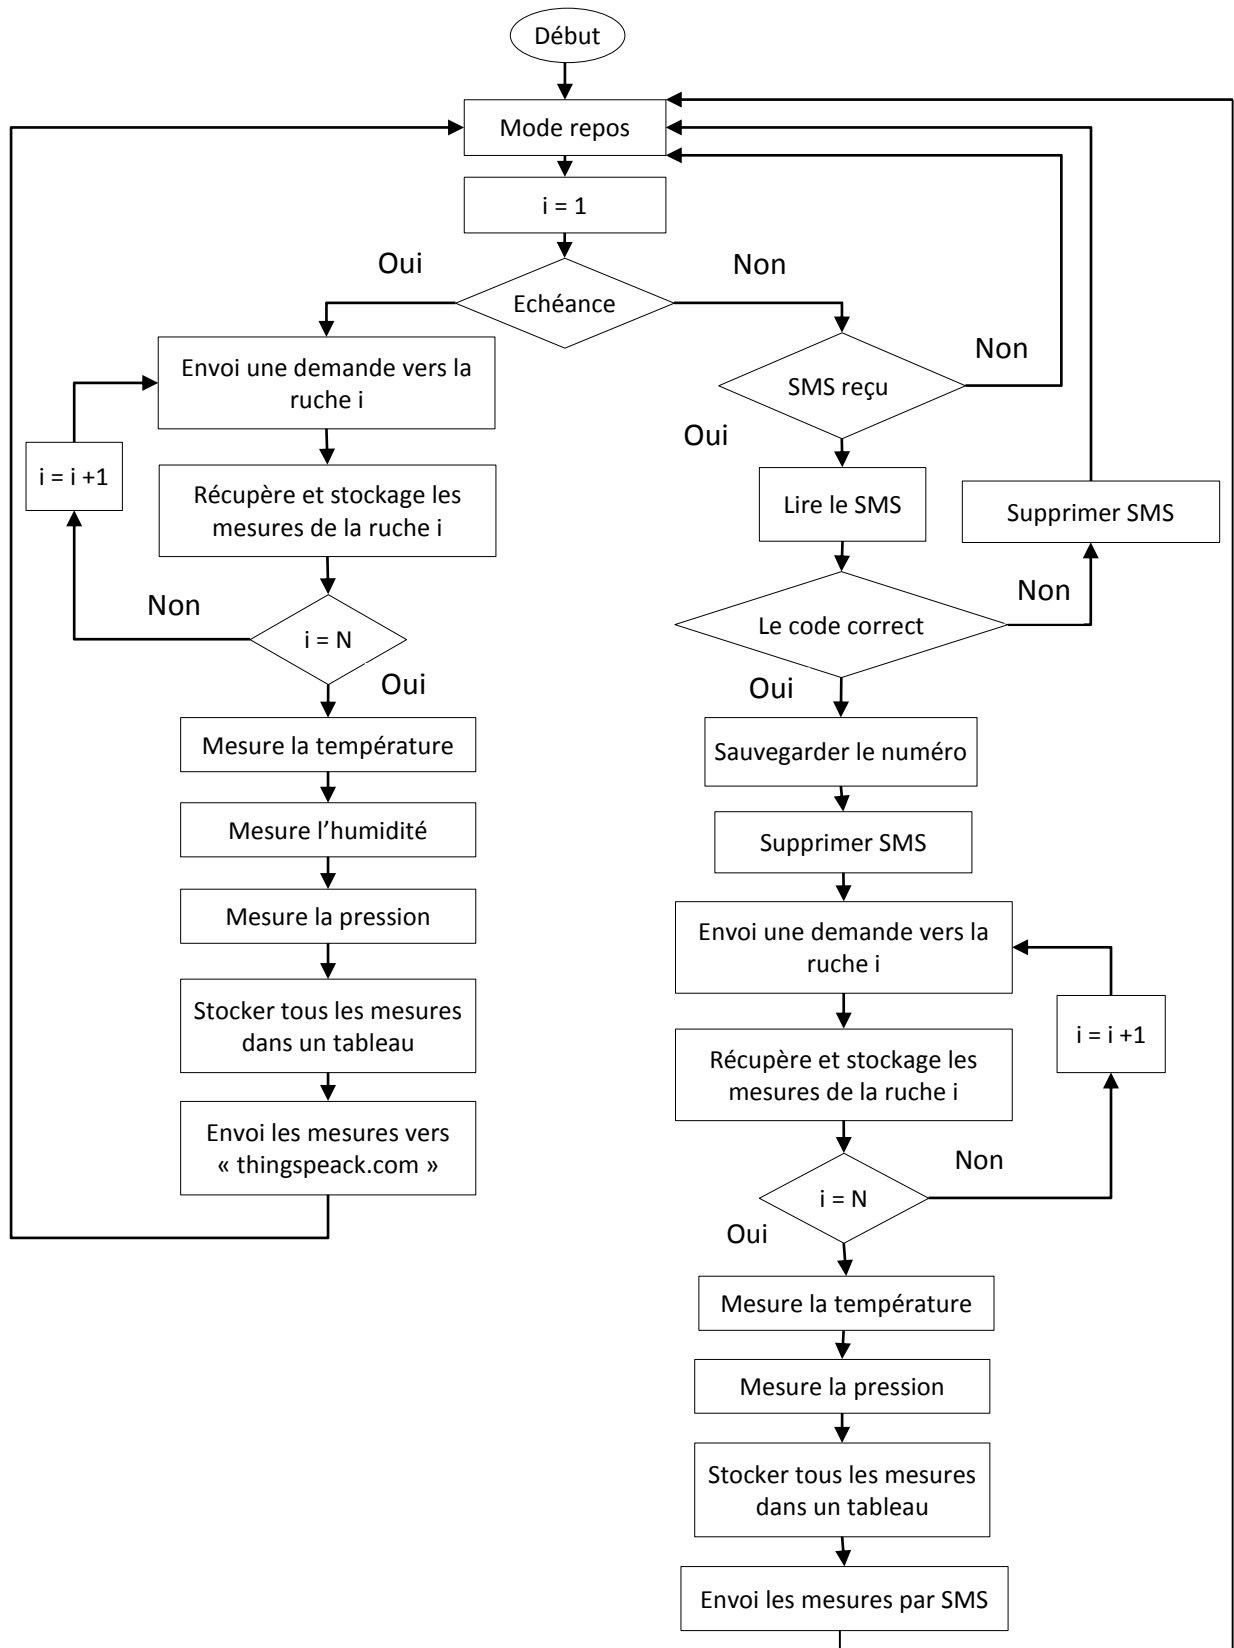 Début
Mode repos
i = 1
Oui
Non
Echéance
Envoi une demande vers la
ruche i
i = i +1
Récupère et stockage les
mesures de la ruche i
Non
i = N
Oui
Mesure la température
Mesure l’humidité
Mesure la pression
Stocker tous les mesures
dans un tableau
Envoi les mesures vers
« thingspeack.com »
SMS reçu
Non
Oui
Lire le SMS
Supprimer SMS
Non
Le code correct
Oui
Sauvegarder le numéro
Supprimer SMS
Envoi une demande vers la
ruche i
i = i +1
Récupère et stockage les
mesures de la ruche i
Non
i = N
Oui
Mesure la température
Mesure la pression
Stocker tous les mesures
dans un tableau
Envoi les mesures par SMS